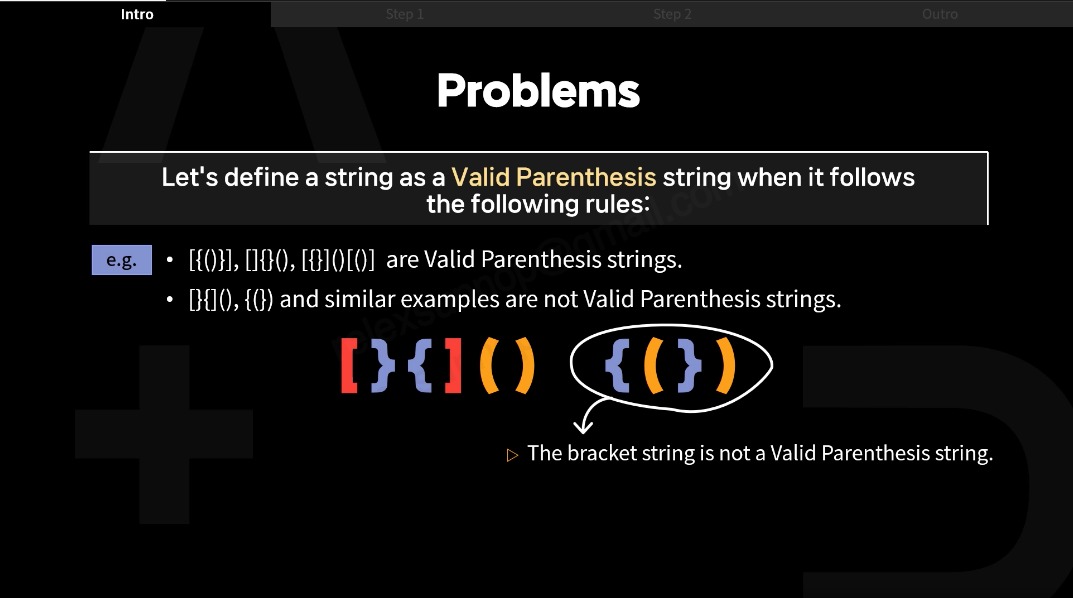 Intro
Step 1
Step 2
Outro
Problems
Let's define a string as a Valid Parenthesis string when it follows
the following rules:
e.g.
• [{()}], []{}(), [{}]()[()] are Valid Parenthesis strings.
• []{[](), {(}) and similar examples are not Valid Parenthesis strings.
[ } { ] ( ) { ( } )
▷ The bracket string is not a Valid Parenthesis string.